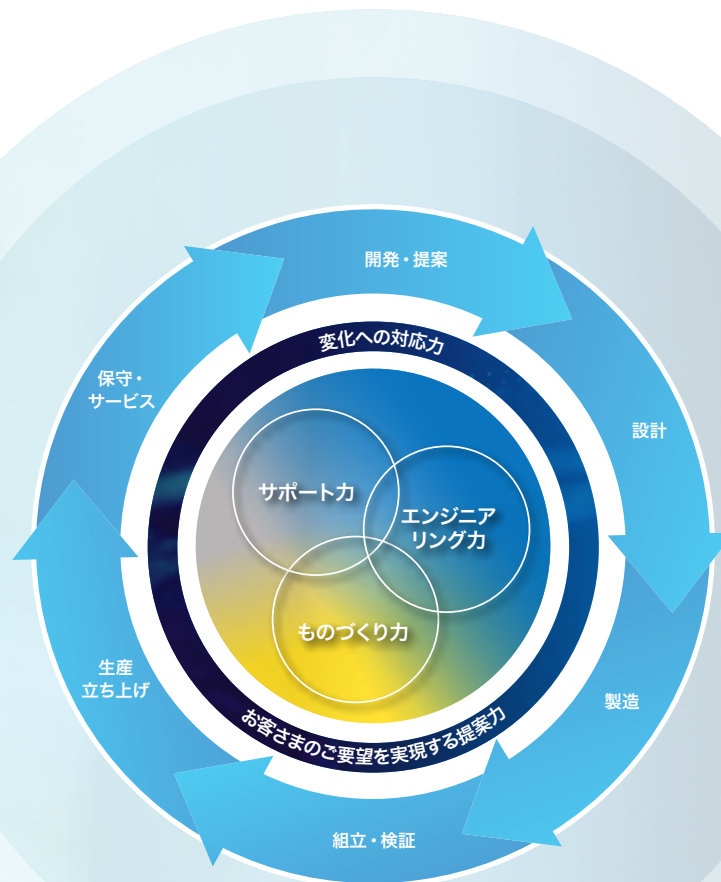 開発・提案
変化への対応力
保守・
サービス
設計
サポート力
エンジニア
リング力
ものづくり力
生産
立ち上げ
製造
お客さまのご要望を実現する提案力
組立・検証